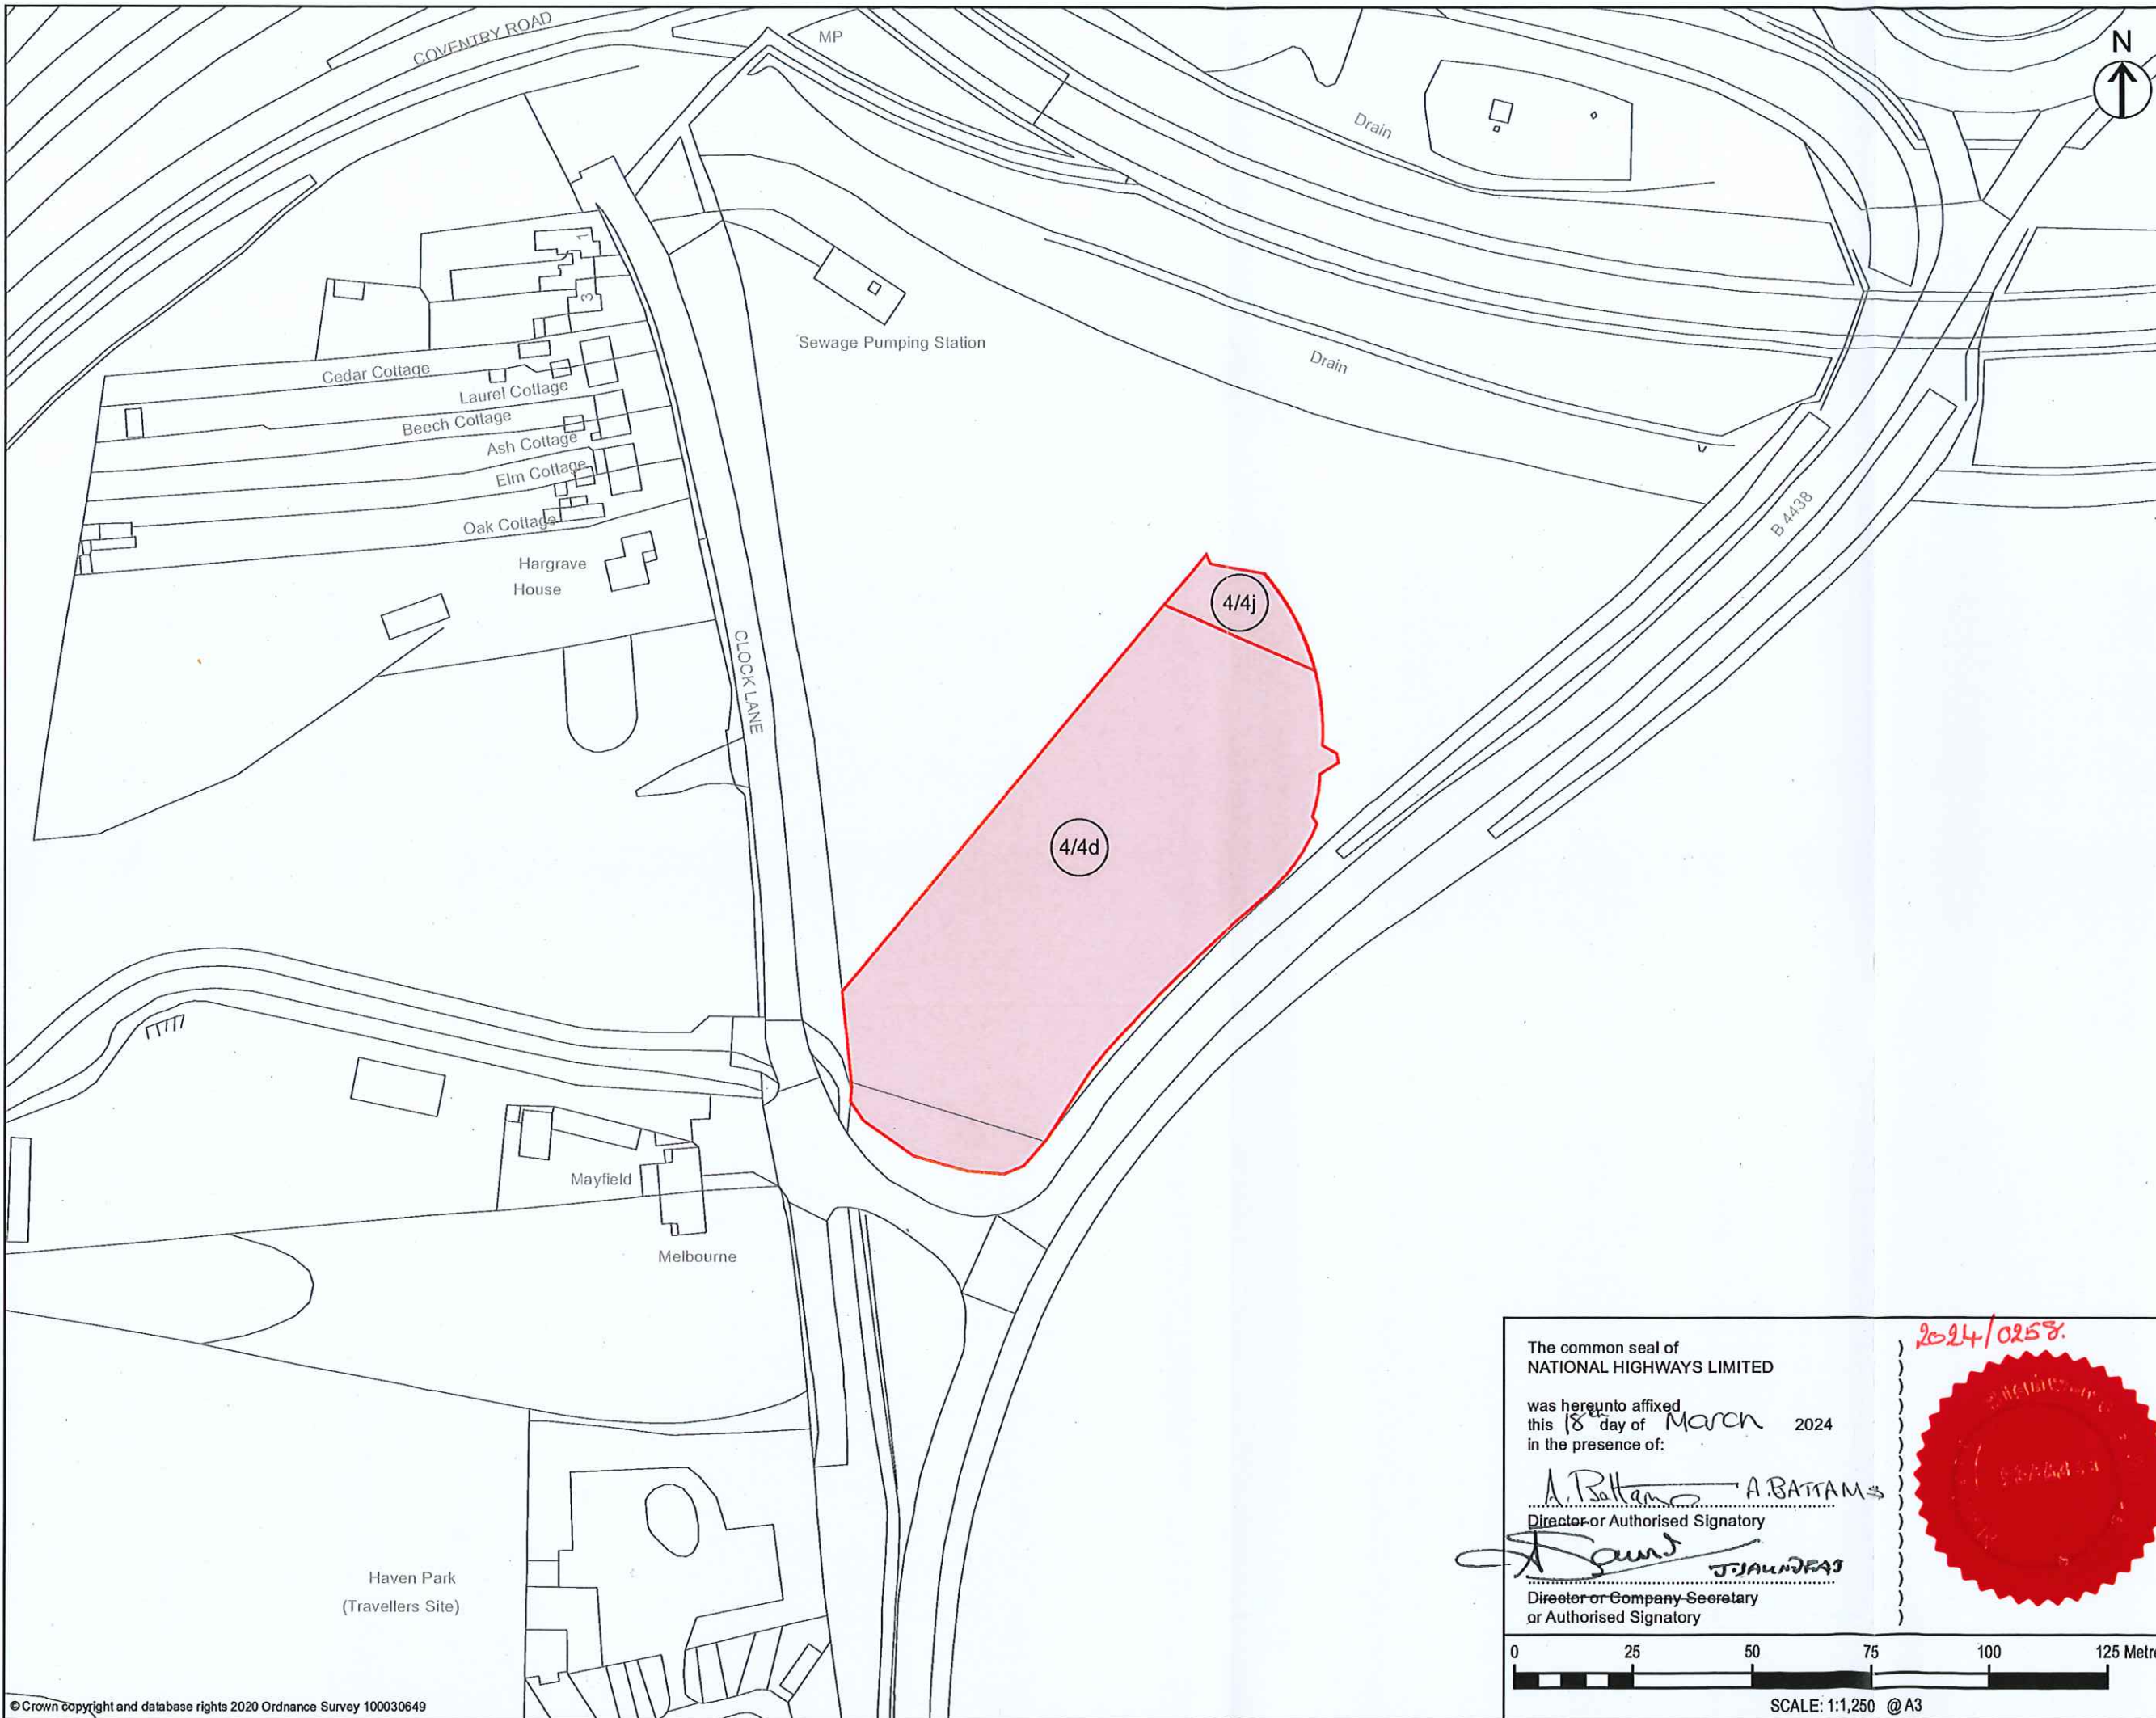 COVENTRY ROAD
MP
N
Drain
1
3
Sewage Pumping Station
Drain
Cedar Cottage
Laurel Cottage
Beech Cottage
Ash Cottage
Elm Cottage
Oak Cottage
B 4438
Hargrave
House
4/4j
CLOCK LANE
4/4d
Mayfield
Melbourne
Haven Park
(Travellers Site)
2024/0258.
The common seal of
NATIONAL HIGHWAYS LIMITED
was hereunto affixed
this 18th day of March 2024
in the presence of:
A. Battams A. BATTAMS
Director or Authorised Signatory
J. SAUNDERS
Director or Company Secretary
or Authorised Signatory
0 25 50 75 100 125 Metre
SCALE: 1:1,250 @ A3
© Crown copyright and database rights 2020 Ordnance Survey 100030649